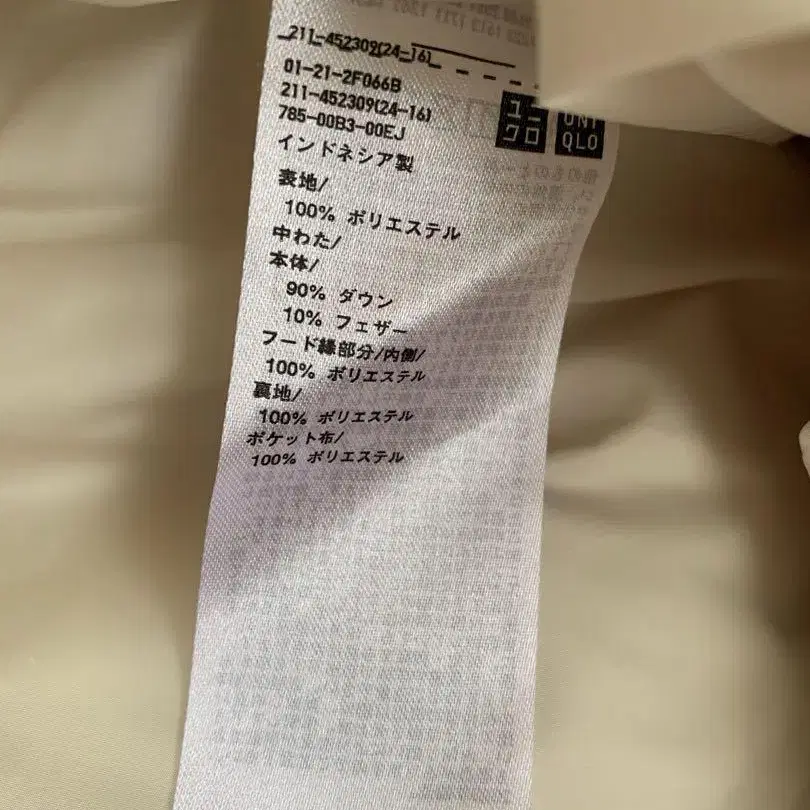 211-452309(24-16)
01-21-2F066B
211-452309(24-16)
785-00B3-00EJ
ユニクロ
UNIQLO
インドネシア製
表地/
100% ポリエステル
中わた/
本体/
90% ダウン
10% フェザー
フード縁部分/内側/
100% ポリエステル
裏地/
100% ポリエステル
ポケット布/
100% ポリエステル